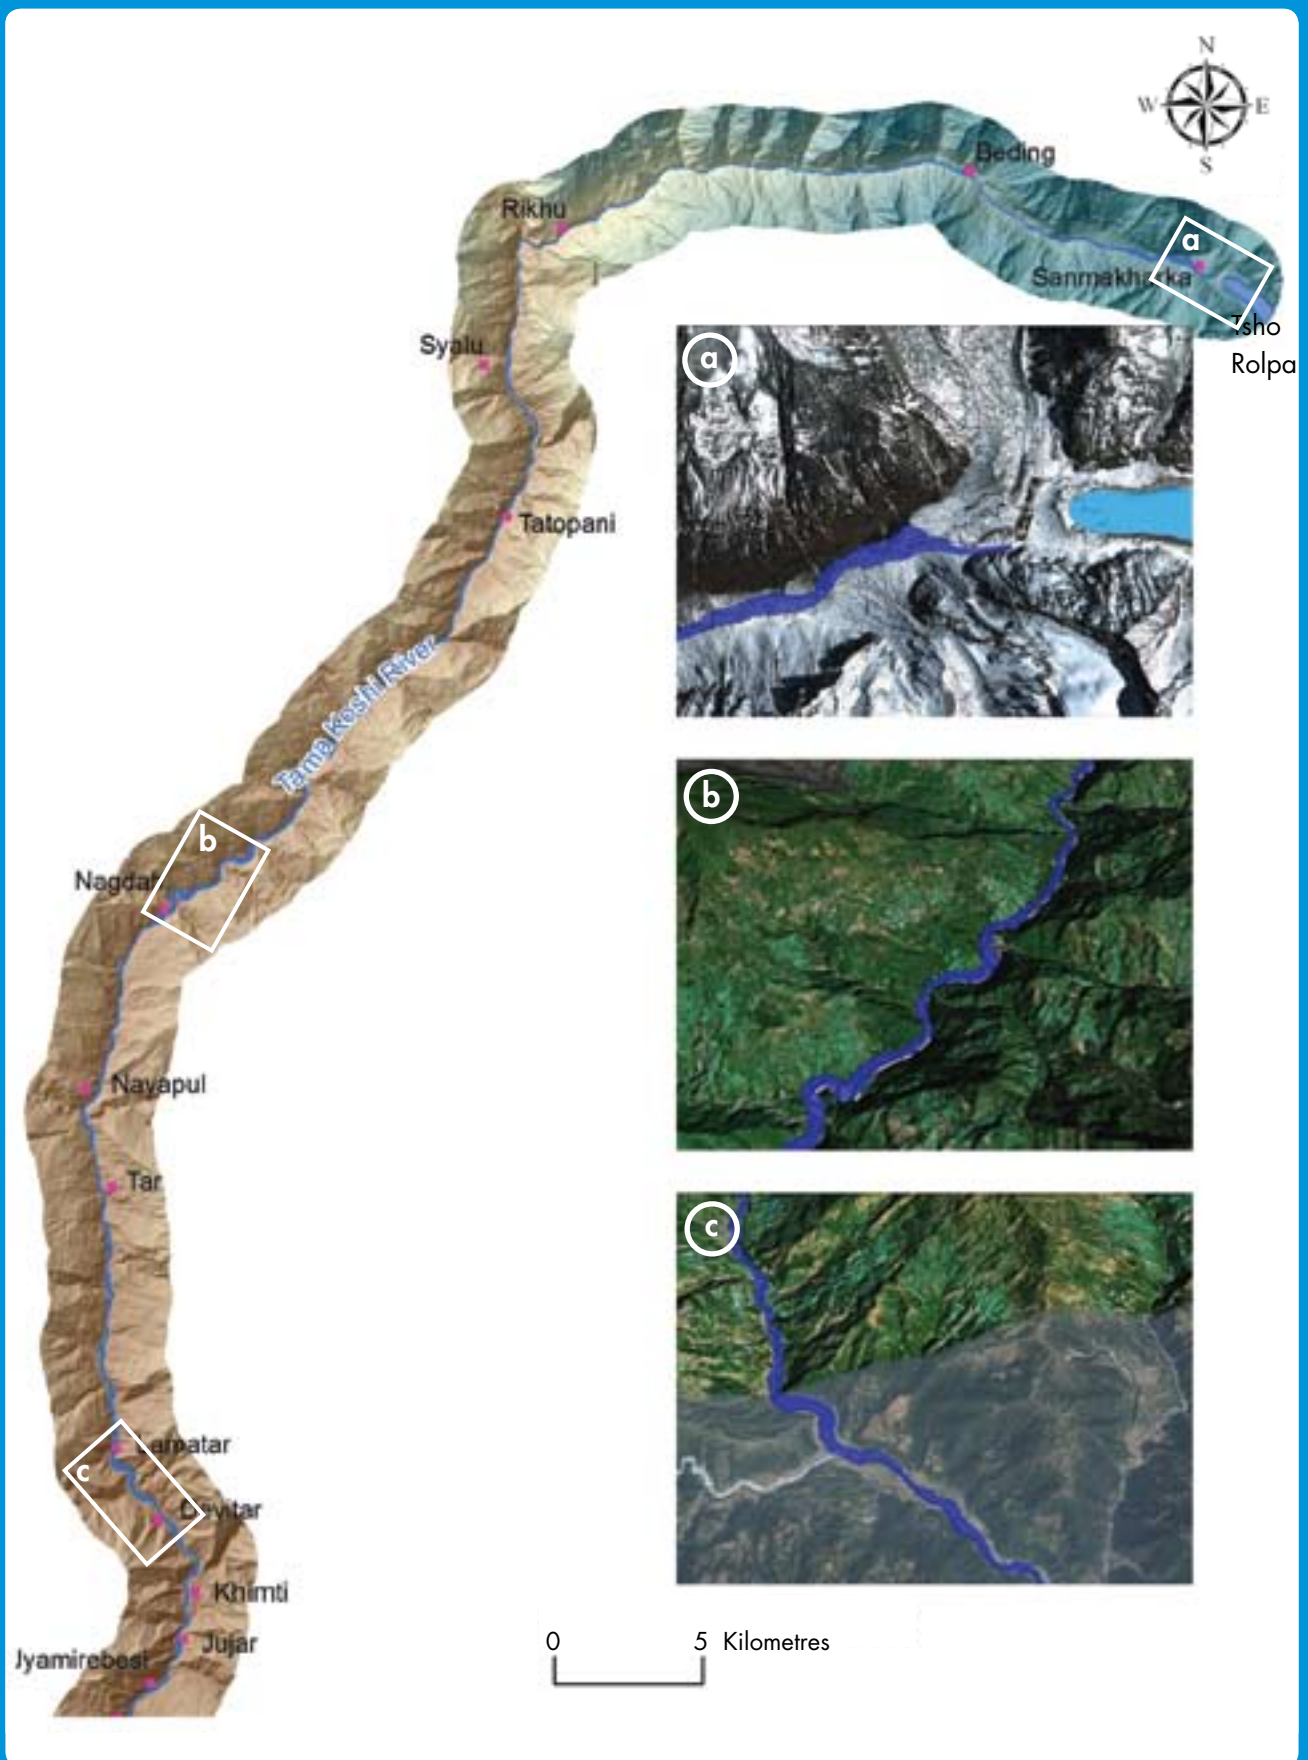 N
W E
S
Beding
Rikhu
a
Sanmakharka
Tsho
Rolpa
Syalu
a
Tatopani
Tama Koshi River
b
b
Nagdah
Nayapul
Tar
c
Lamatar
c
Devitar
Khimti
Jujar
Jyamirebesi
0 5 Kilometres